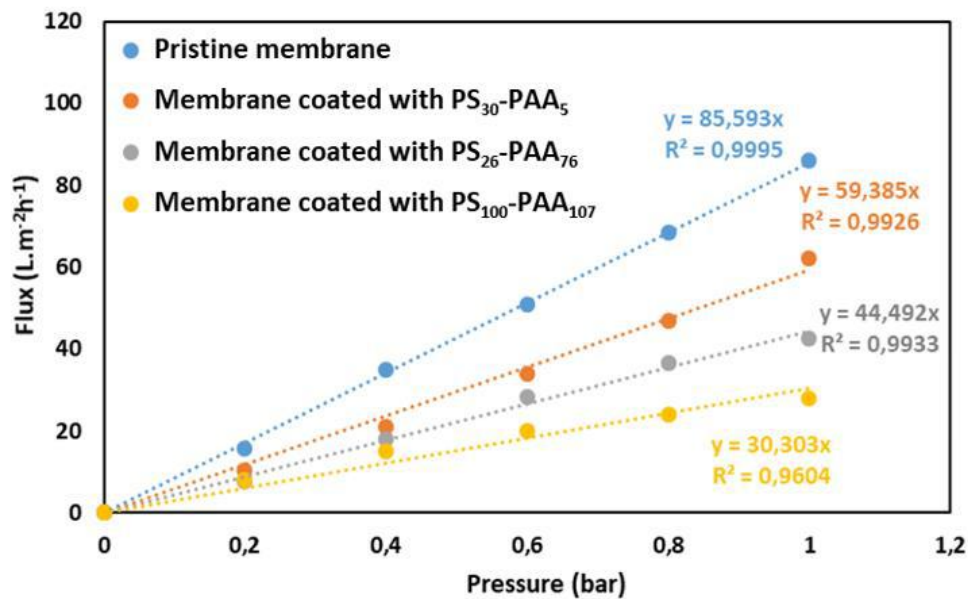 120
100
80
60
40
20
0
Flux (L.m⁻²h⁻¹)
Pristine membrane
Membrane coated with PS₃₀-PAA₅
Membrane coated with PS₂₆-PAA₇₆
Membrane coated with PS₁₀₀-PAA₁₀₇
y = 85,593x
R² = 0,9995
y = 59,385x
R² = 0,9926
y = 44,492x
R² = 0,9933
y = 30,303x
R² = 0,9604
0 0,2 0,4 0,6 0,8 1 1,2
Pressure (bar)